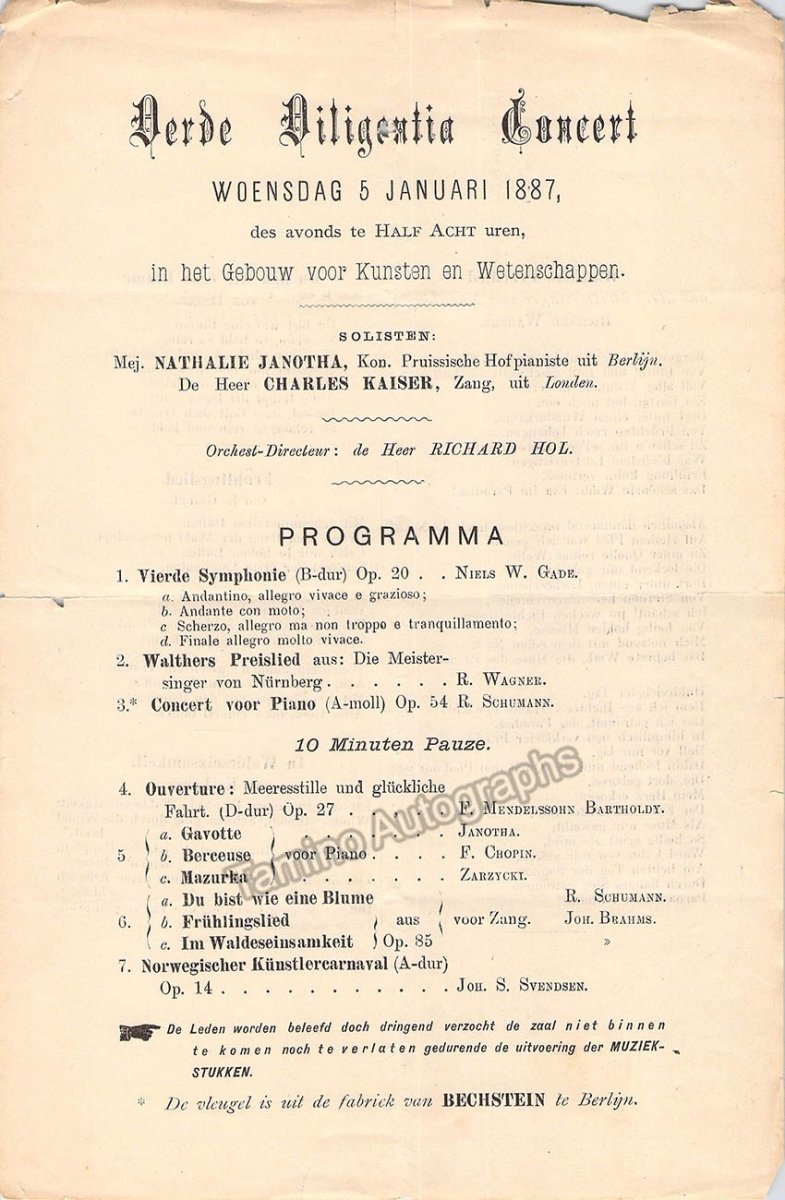 Derde Diligentia Concert
WOENSDAG 5 JANUARI 1887,
des avonds te HALF ACHT uren,
in het Gebouw voor Kunsten en Wetenschappen.
SOLISTEN:
Mej. NATHALIE JANOTHA, Kon. Pruissische Hofpianiste uit Berlijn.
De Heer CHARLES KAISER, Zang, uit Londen.
Orchest-Directeur: de Heer RICHARD HOL.
PROGRAMMA
1. Vierde Symphonie (B-dur) Op. 20 . . NIELS W. GADE.
a. Andantino, allegro vivace e grazioso;
b. Andante con moto;
c Scherzo, allegro ma non troppo e tranquillamento;
d. Finale allegro molto vivace.
2. Walthers Preislied aus: Die Meister-
singer von Nürnberg . . . . . . R. WAGNER.
3.* Concert voor Piano (A-moll) Op. 54 R. SCHUMANN.
10 Minuten Pauze.
4. Ouverture: Meeresstille und glückliche
Fahrt. (D-dur) Op. 27 . . , . . F. MENDELSSOHN BARTHOLDY.
a. Gavotte . . . . . . . JANOTHA.
5 b. Berceuse voor Piano . . . . F. CHOPIN.
c. Mazurka . . . . . . . ZARZYCKI.
a. Du bist wie eine Blume R. SCHUMANN.
6. b. Frühlingslied aus voor Zang. JOH. BRAHMS.
c. Im Waldeseinsamkeit Op. 85 »
7. Norwegischer Künstlercarnaval (A-dur)
Op. 14 . . . . . . . . . . . JOH. S. SVENDSEN.
De Leden worden beleefd doch dringend verzocht de zaal niet binnen
te komen noch te verlaten gedurende de uitvoering der MUZIEK-
STUKKEN.
* De vleugel is uit de fabriek van BECHSTEIN te Berlijn.
Tamino Autographs